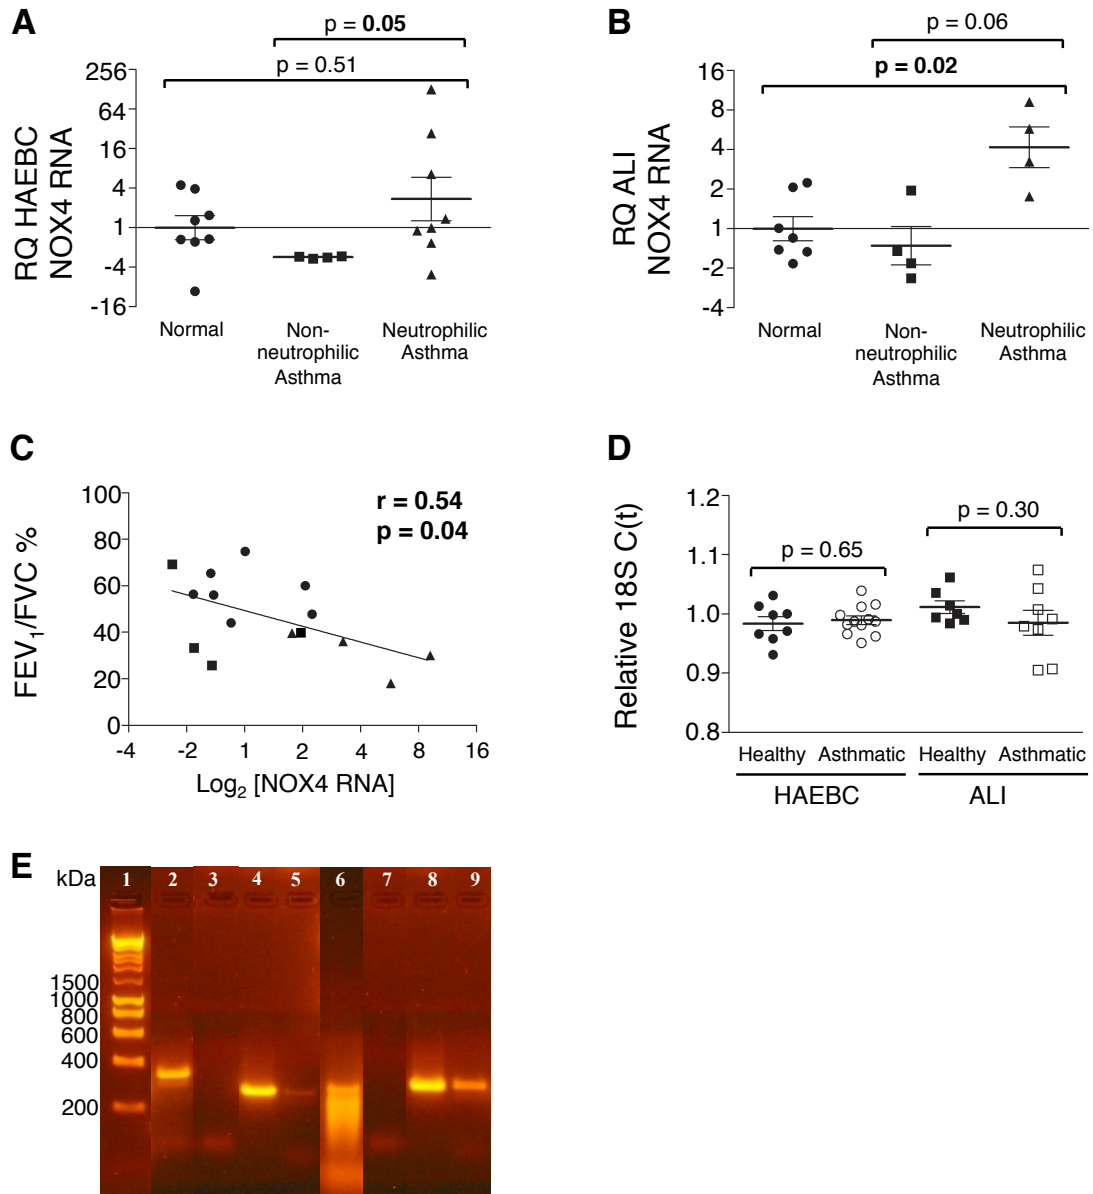 A
p = 0.05
p = 0.51
RQ HAEBC
NOX4 RNA
256
64
16
4
1
-4
-16
Normal
Non-
neutrophilic
Asthma
Neutrophilic
Asthma
B
p = 0.06
p = 0.02
RQ ALI
NOX4 RNA
16
8
4
2
1
-2
-4
Normal
Non-
neutrophilic
Asthma
Neutrophilic
Asthma
C
r = 0.54
p = 0.04
FEV1/FVC %
100
80
60
40
20
0
-4 -2 1 2 4 8 16
Log2 [NOX4 RNA]
D
p = 0.65
p = 0.30
Relative 18S C(t)
1.2
1.1
1.0
0.9
0.8
Healthy Asthmatic Healthy Asthmatic
HAEBC ALI
E
kDa 1 2 3 4 5 6 7 8 9
1500
1000
800
600
400
200